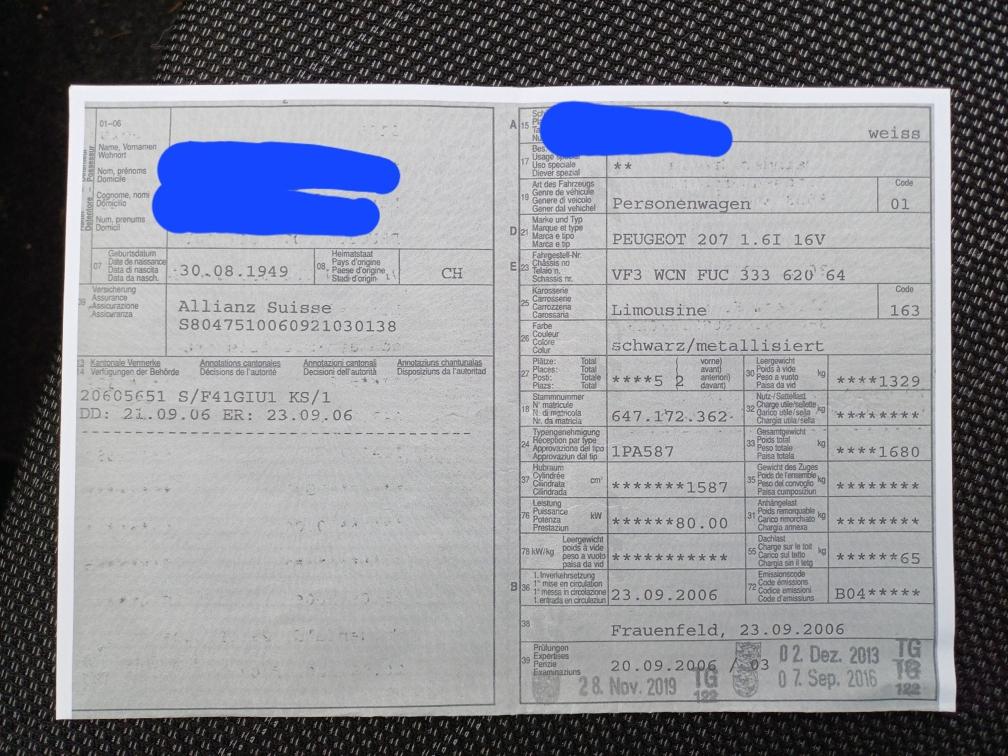 01-06
Name, Vornamen
Wohnort
Nom, prénoms
Domicile
Cognome, nomi
Domicilio
Num, prenums
Domicil
07
Geburtsdatum
Date de naissance
Data di nascita
Data da nasch.
30.08.1949
08
Heimatstaat
Pays d'origine
Paese d'origine
Stadi d'origin
CH
09
Versicherung
Assurance
Assicurazione
Assicuranza
Allianz Suisse
S8047510060921030138
13
14
Kantonale Vermerke
Verfügungen der Behörde
Annotations cantonales
Décisions de l'autorité
Annotazioni cantonali
Decisioni dell'autorità
Annotaziuns chantunalas
Disposiziuns da l'autoritad
20605651 S/F41GIU1 KS/1
DD: 21.09.06 ER: 23.09.06
A
15
weiss
17
Usage
Uso speciale
Diever spezial
**
19
Art des Fahrzeugs
Genre de véhicule
Genere di veicolo
Gener dal vehichel
Personenwagen
Code
01
D
21
Marke und Typ
Marque et type
Marca e tipo
Marca e tip
PEUGEOT 207 1.6I 16V
E
23
Fahrgestell-Nr.
Châssis no
Telaio n.
Schassis nr.
VF3 WCN FUC 333 620 64
25
Karosserie
Carrosserie
Carrozzeria
Carossaria
Limousine
Code
163
26
Farbe
Couleur
Colore
Colur
schwarz/metallisiert
27
Plätze: Total
Places: Total
Posti: Totale
Plazs: Total
****5
( vorne)
( avant)
anteriori)
davant)
2
30
Leergewicht
Poids à vide
Peso a vuoto
Paisa da vid
kg
****1329
18
Stammnummer
N° matricule
N. di matricola
Nr. da matricla
647.172.362
32
Nutz-/Sattellast
Charge utile/sellette
Carico utile/sella
Chargia utila/sella
kg
********
24
Typengenehmigung
Réception par type
Approvazione del tipo
Approvaziun dal tip
1PA587
33
Gesamtgewicht
Poids total
Peso totale
Paisa totala
kg
****1680
37
Hubraum
Cylindrée
Cilindrata
Cilindrada
cm³
*******1587
35
Gewicht des Zuges
Poids de l'ensemble
Peso del convoglio
Paisa cumposiziun
kg
********
76
Leistung
Puissance
Potenza
Prestaziun
kW
******80.00
31
Anhängelast
Poids remorquable
Carico rimorchiato
Chargia annexa
kg
********
78 kW/kg
Leergewicht
poids à vide
peso a vuoto
paisa da vid
***********
55
Dachlast
Charge sur le toit
Carico sul tetto
Chargia sin il tetg
kg
******65
B
36
1. Inverkehrsetzung
1re mise en circulation
1a messa in circolazione
1. entrada en circulaziun
23.09.2006
72
Emissionscode
Code émissions
Codice emissioni
Code d'emissiuns
B04*****
38
Frauenfeld, 23.09.2006
39
Prüfungen
Expertises
Perizie
Examinaziuns
20.09.2006 / 03
02. Dez. 2013 TG
28. Nov. 2019 TG 122
07. Sep. 2016 TG 122